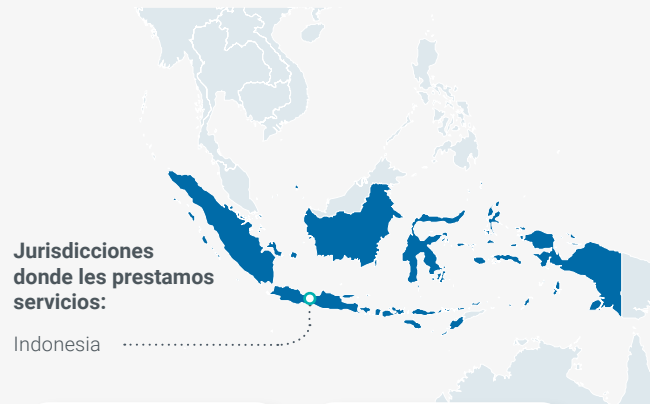 Jurisdicciones
donde les prestamos
servicios:
Indonesia